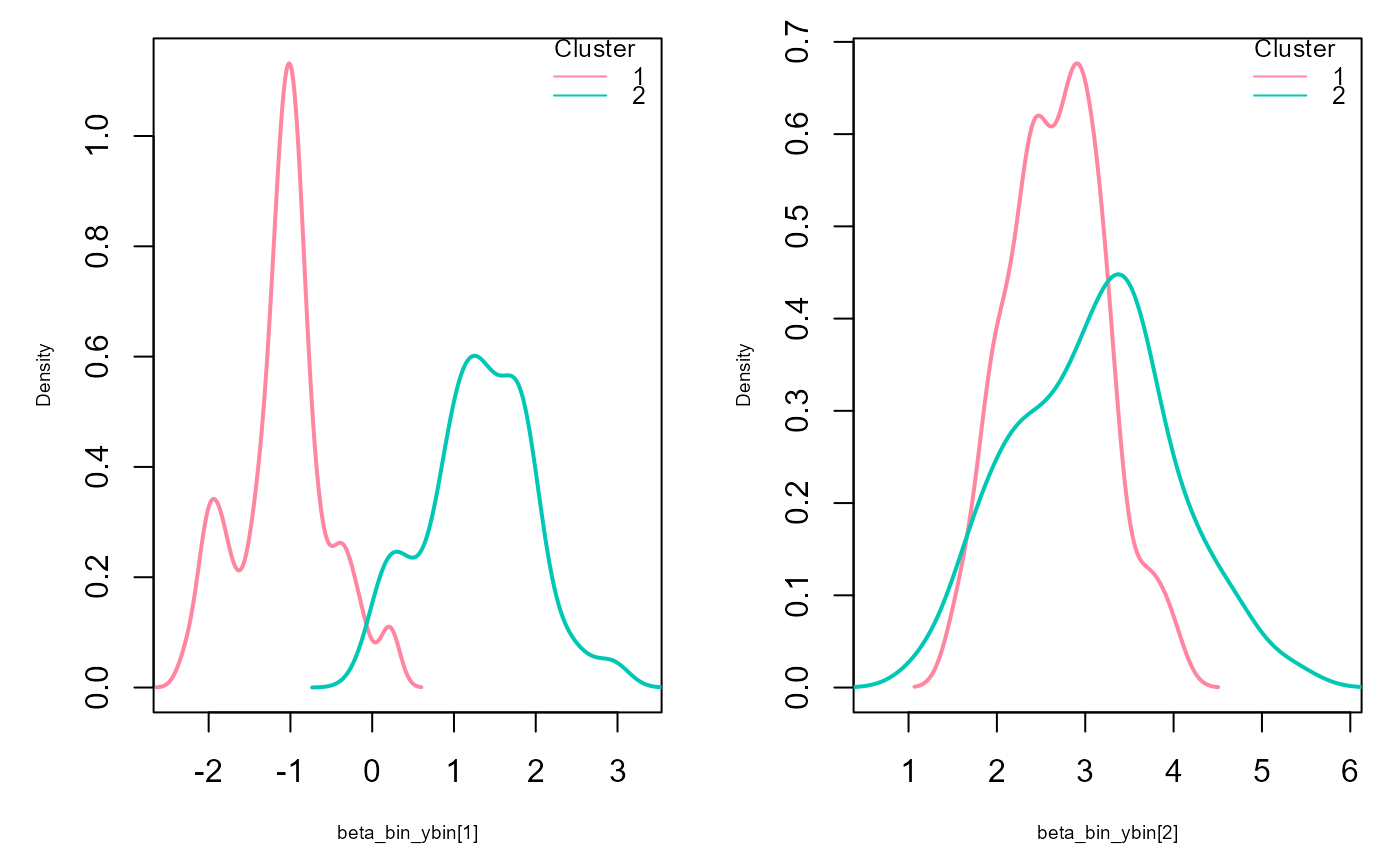 Cluster
1
2
Density
0.0 0.2 0.4 0.6 0.8 1.0
-2 -1 0 1 2 3
beta_bin_ybin[1]
Cluster
1
2
Density
0.0 0.1 0.2 0.3 0.4 0.5 0.6 0.7
1 2 3 4 5 6
beta_bin_ybin[2]